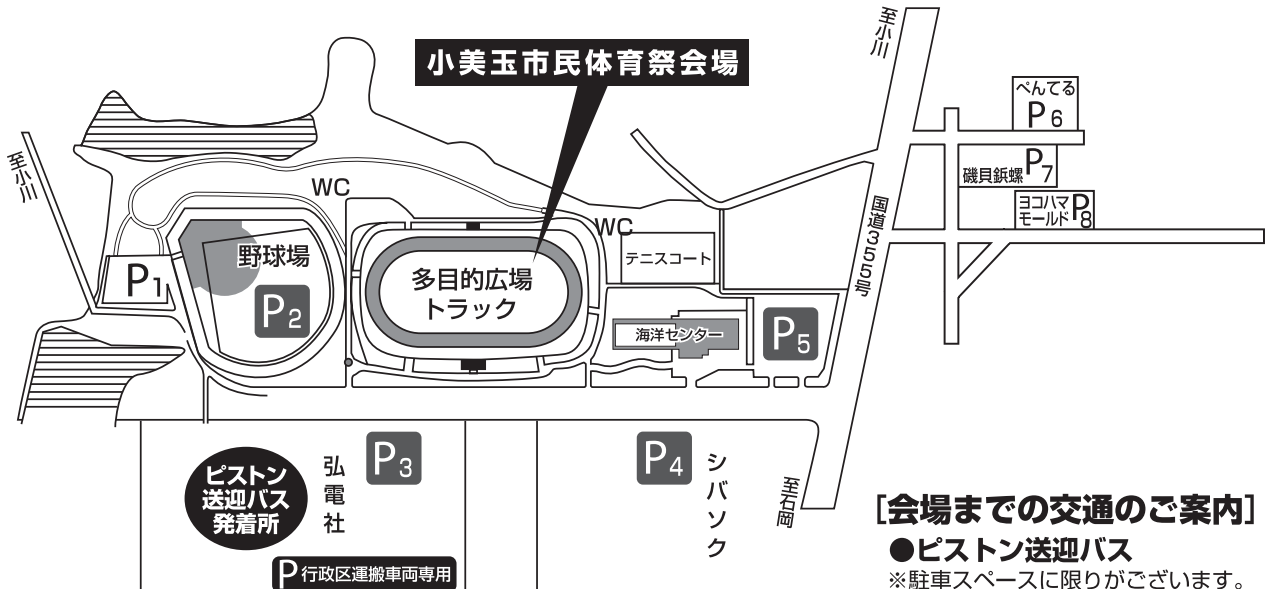 小美玉市民体育祭会場
至小川
ぺんてる
P6
磯貝鋲螺 P7
ヨコハマ
モールド P8
至小川
WC
WC
国道355号
野球場
P1
P2
多目的広場
トラック
テニスコート
海洋センター
P5
ピストン
送迎バス
発着所
弘電社
P3
P4
シバソク
至石岡
P 行政区運搬車両専用
[会場までの交通のご案内]
●ピストン送迎バス
※駐車スペースに限りがございます。